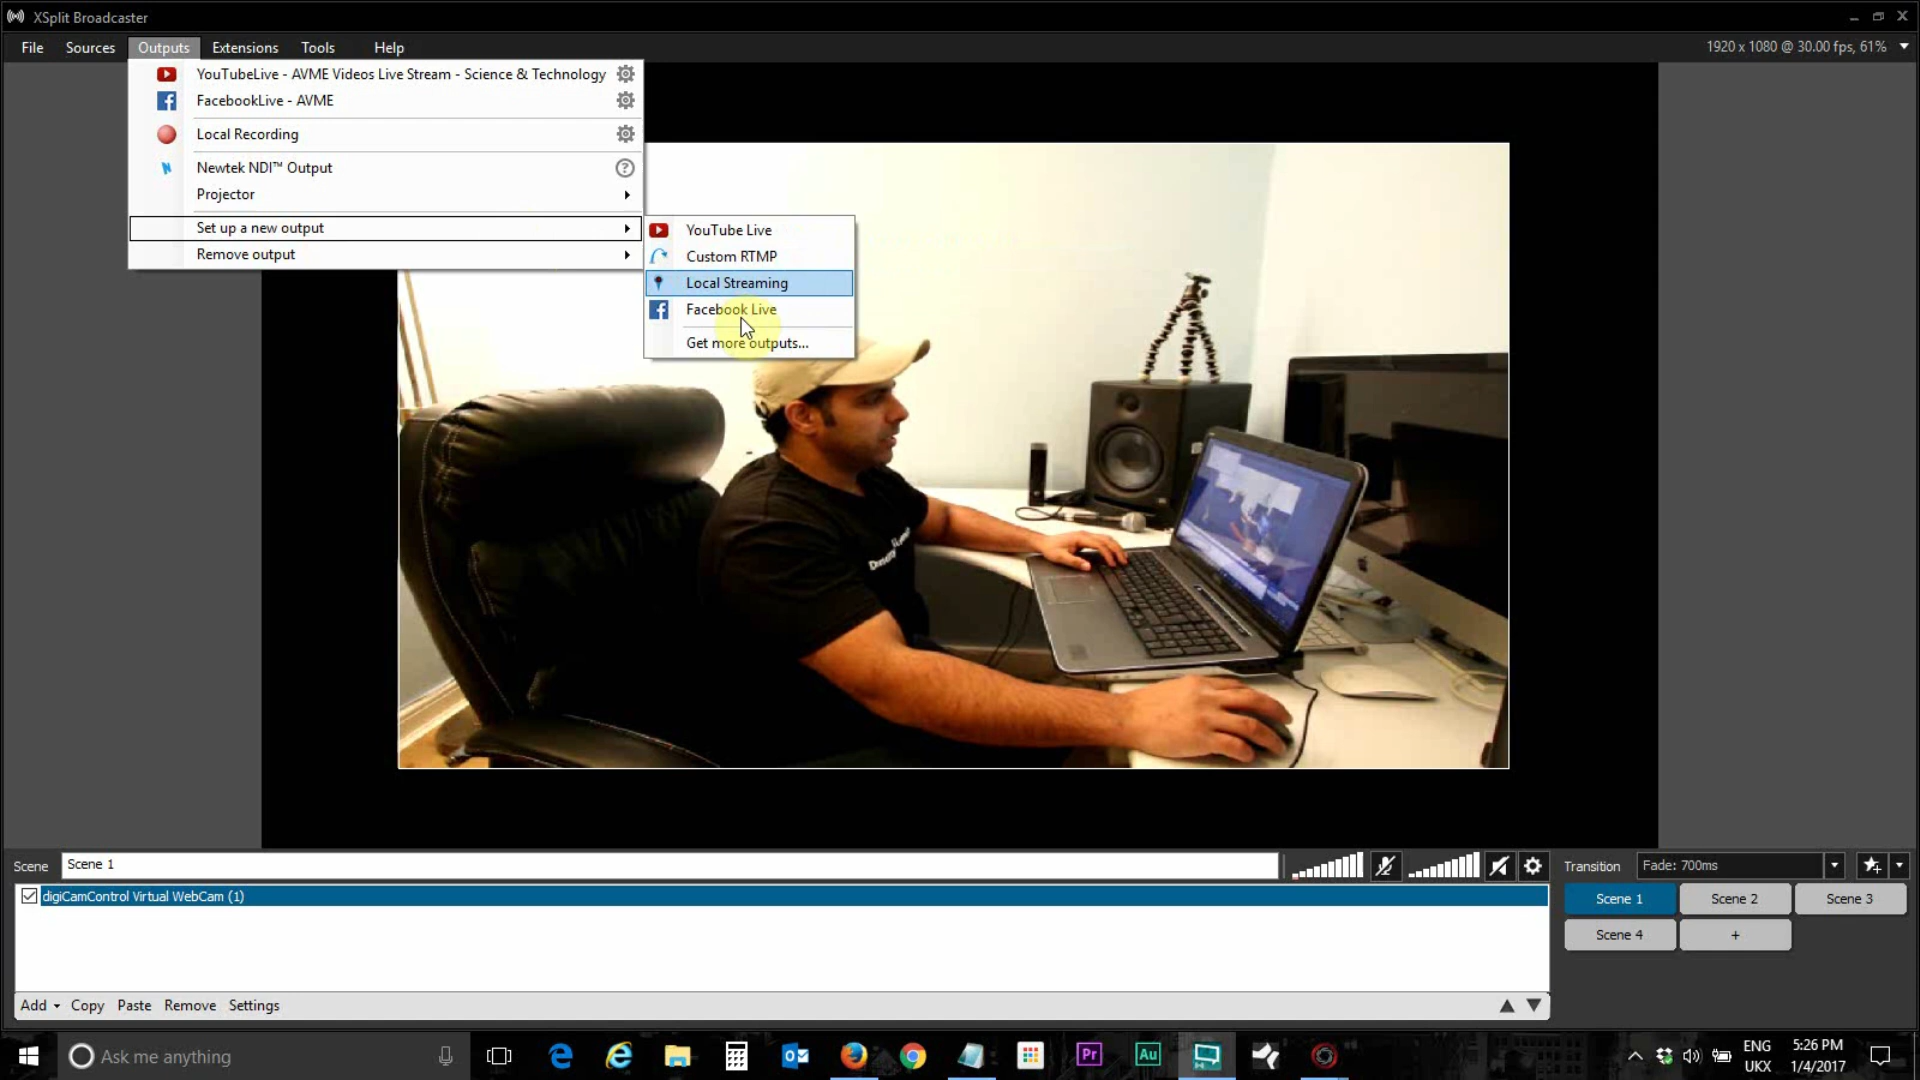 XSplit Broadcaster
File Sources Outputs Extensions Tools Help
1920 x 1080 @ 30.00 fps, 61%
YouTubeLive - AVME Videos Live Stream - Science & Technology
FacebookLive - AVME
Local Recording
Newtek NDI™ Output
Projector
Set up a new output
Remove output
YouTube Live
Custom RTMP
Local Streaming
Facebook Live
Get more outputs...
Scene
Scene 1
Transition
Fade: 700ms
digiCamControl Virtual WebCam (1)
Scene 1
Scene 2
Scene 3
Scene 4
+
Add Copy Paste Remove Settings
Ask me anything
Pr
Au
ENG
UKX
5:26 PM
1/4/2017